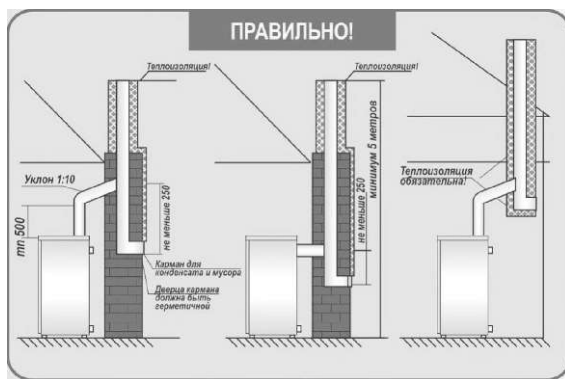 ПРАВИЛЬНО!
Теплоизоляция!
Уклон 1:10
min 500
не меньше 250
Карман для
конденсата и мусора
Дверца кармана
должна быть
герметичной
Теплоизоляция!
не меньше 250
минимум 5 метров
Теплоизоляция
обязательна!